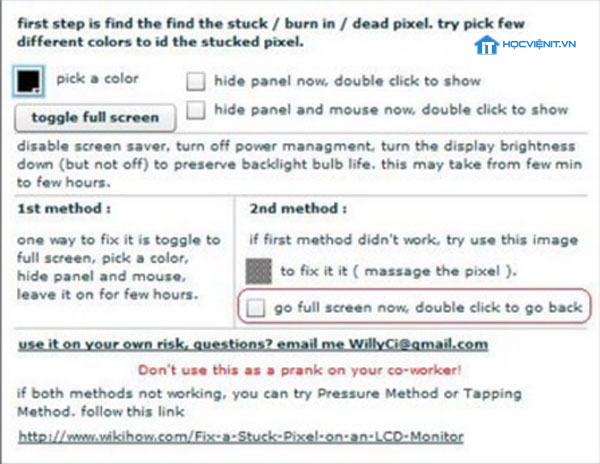 first step is find the find the stuck / burn in / dead pixel. try pick few
different colors to id the stucked pixel.
HỌCVIỆNIT.VN
pick a color
hide panel now, double click to show
toggle full screen
hide panel and mouse now, double click to show
disable screen saver, turn off power managment, turn the display brightness
down (but not off) to preserve backlight bulb life. this may take from few min
to few hours.
1st method :
one way to fix it is toggle to
full screen, pick a color,
hide panel and mouse,
leave it on for few hours.
2nd method :
if first method didn't work, try use this image
to fix it it ( massage the pixel ).
go full screen now, double click to go back
use it on your own risk, questions? email me WillyCi@gmail.com
Don't use this as a prank on your co-worker!
if both methods not working, you can try Pressure Method or Tapping
Method. follow this link
http://www.wikihow.com/Fix-a-Stuck-Pixel-on-an-LCD-Monitor